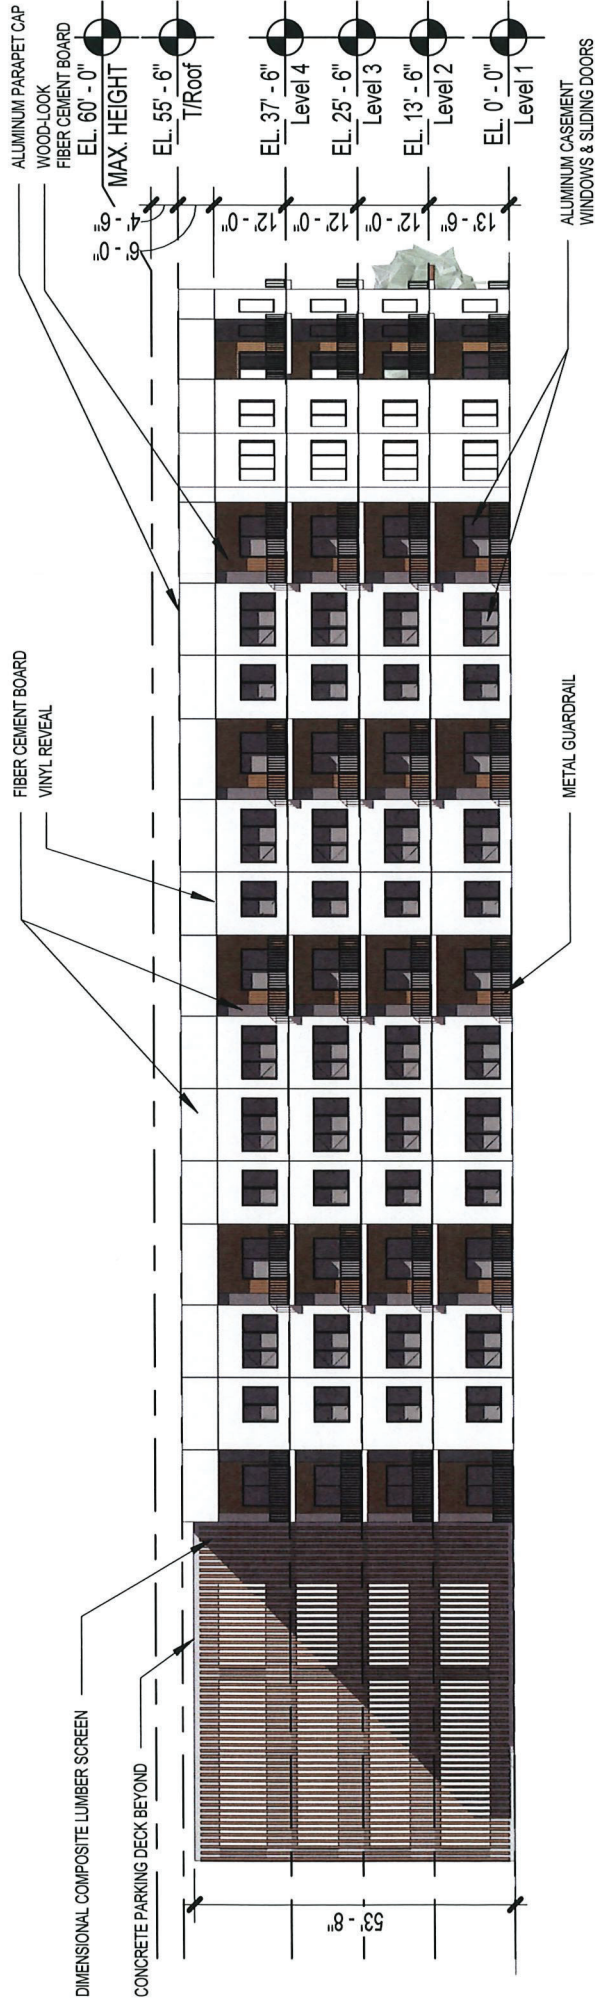 DIMENSIONAL COMPOSITE LUMBER SCREEN
CONCRETE PARKING DECK BEYOND
FIBER CEMENT BOARD
VINYL REVEAL
ALUMINUM PARAPET CAP
WOOD-LOOK
FIBER CEMENT BOARD
EL. 60' - 0"
MAX. HEIGHT
EL. 55' - 6"
T/Roof
EL. 37' - 6"
Level 4
EL. 25' - 6"
Level 3
EL. 13' - 6"
Level 2
EL. 0' - 0"
Level 1
4' - 6"
6' - 0"
12' - 0"
12' - 0"
12' - 0"
13' - 6"
53' - 8"
METAL GUARDRAIL
ALUMINUM CASEMENT
WINDOWS & SLIDING DOORS